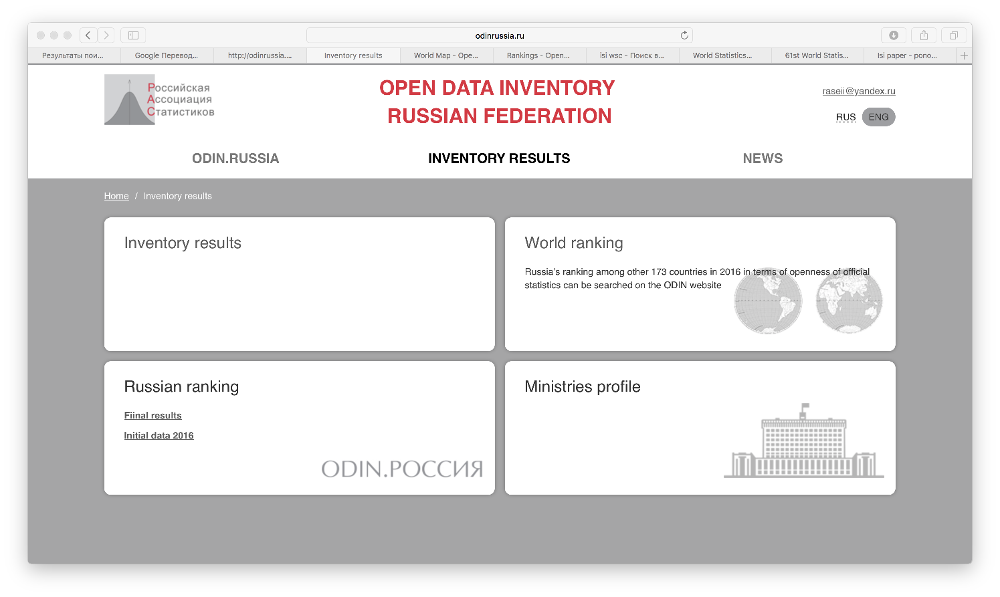 odinrussia.ru
Результаты пои...
Google Перевод...
http://odinrussia....
Inventory results
World Map - Ope...
Rankings - Open...
isi wsc - Поиск в...
World Statistics...
61st World Statis...
Isi paper - pono...
Российская
Ассоциация
Статистиков
OPEN DATA INVENTORY
RUSSIAN FEDERATION
raseii@yandex.ru
RUS ENG
ODIN.RUSSIA
INVENTORY RESULTS
NEWS
Home / Inventory results
Inventory results
World ranking
Russia's ranking among other 173 countries in 2016 in terms of openness of official
statistics can be searched on the ODIN website
Russian ranking
Fiinal results
Initial data 2016
ODIN.РОССИЯ
Ministries profile